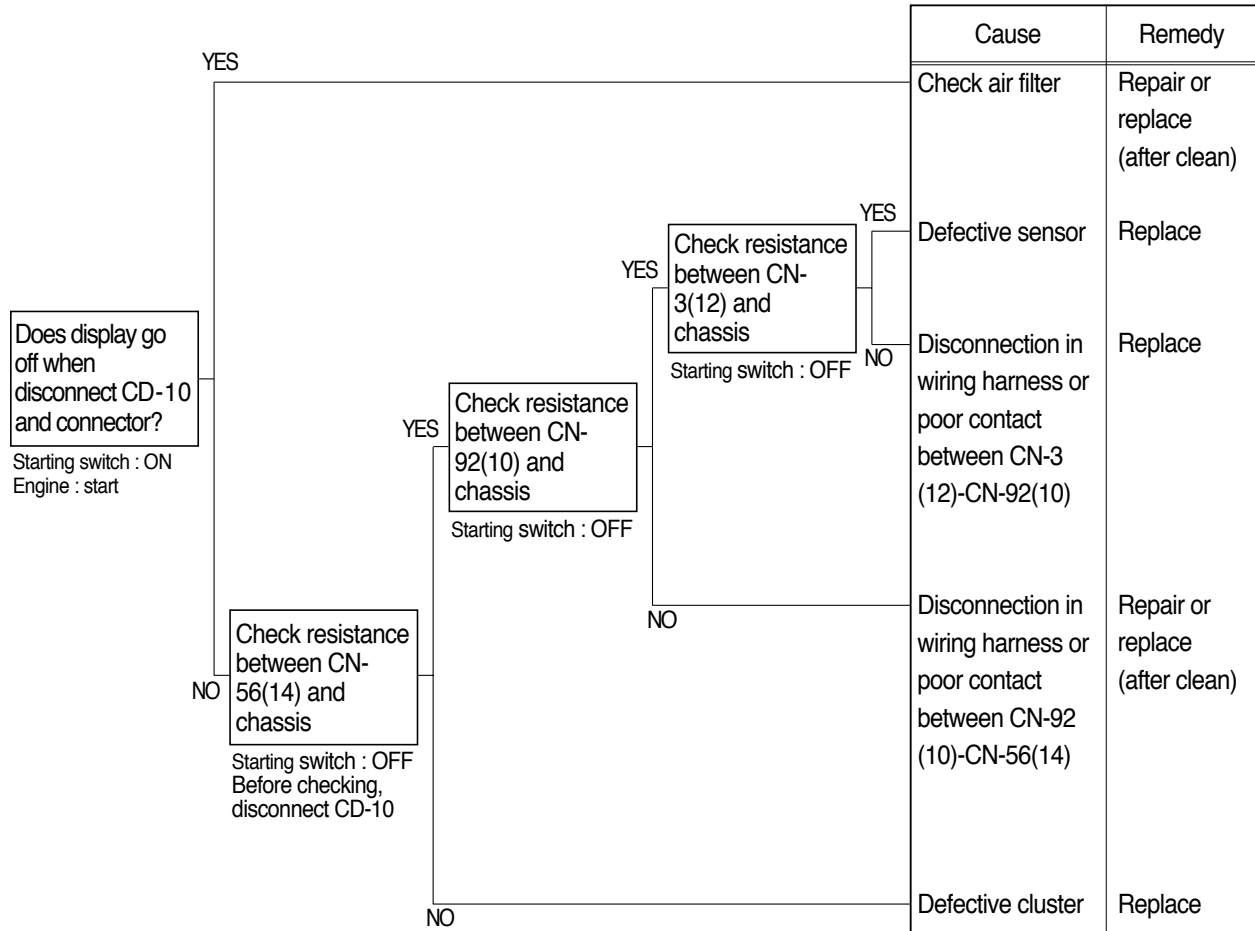 Cause
Remedy
YES
Check air filter
Repair or
replace
(after clean)
YES
Defective sensor
Replace
Check resistance
between CN-
3(12) and
chassis
YES
Starting switch : OFF
NO
Disconnection in
wiring harness or
poor contact
between CN-3
(12)-CN-92(10)
Replace
Does display go
off when
disconnect CD-10
and connector?
Starting switch : ON
Engine : start
YES
Check resistance
between CN-
92(10) and
chassis
Starting switch : OFF
NO
Disconnection in
wiring harness or
poor contact
between CN-92
(10)-CN-56(14)
Repair or
replace
(after clean)
NO
Check resistance
between CN-
56(14) and
chassis
Starting switch : OFF
Before checking,
disconnect CD-10
NO
Defective cluster
Replace